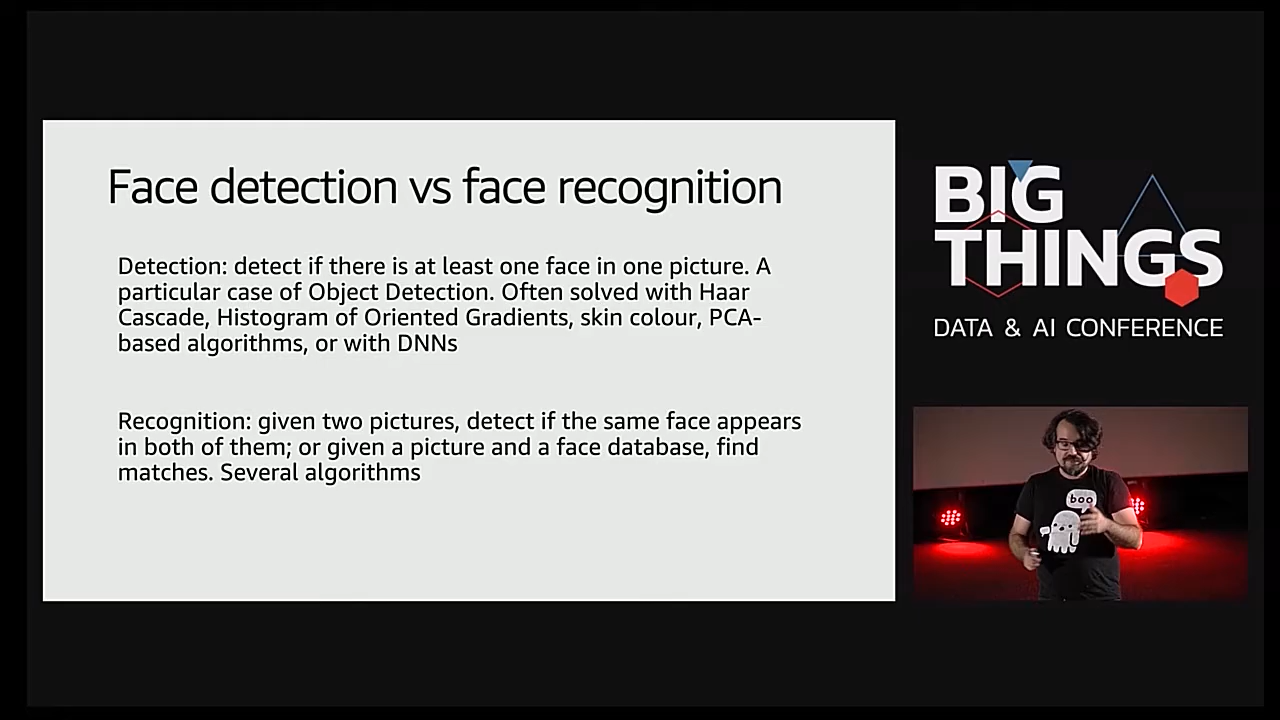 Face detection vs face recognition
Detection: detect if there is at least one face in one picture. A
particular case of Object Detection. Often solved with Haar
Cascade, Histogram of Oriented Gradients, skin colour, PCA-
based algorithms, or with DNNs
Recognition: given two pictures, detect if the same face appears
in both of them; or given a picture and a face database, find
matches. Several algorithms
BIG
THINGS
DATA & AI CONFERENCE
boo